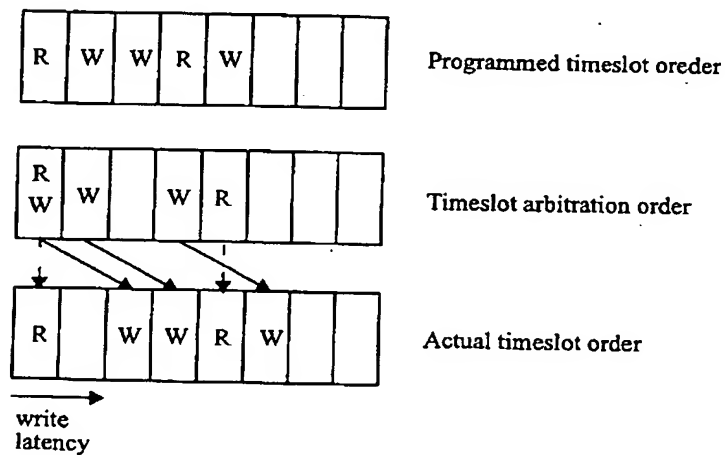 R W W R W
Programmed timeslot oreder
R
W W W R
Timeslot arbitration order
R W W R W
Actual timeslot order
write
latency